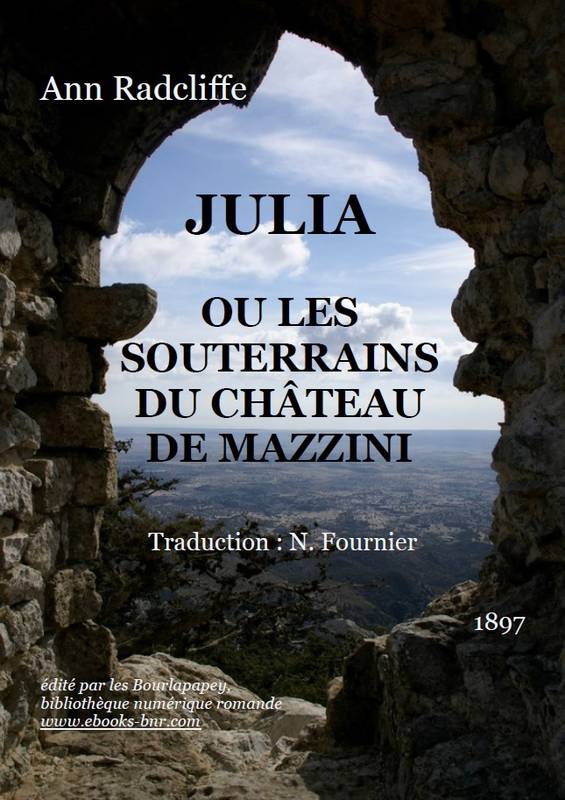 Ann Radcliffe
JULIA
OU LES
SOUTERRAINS
DU CHÂTEAU
DE MAZZINI
Traduction : N. Fournier
1897
édité par les Bourlapapey,
bibliothèque numérique romande
www.ebooks-bnr.com